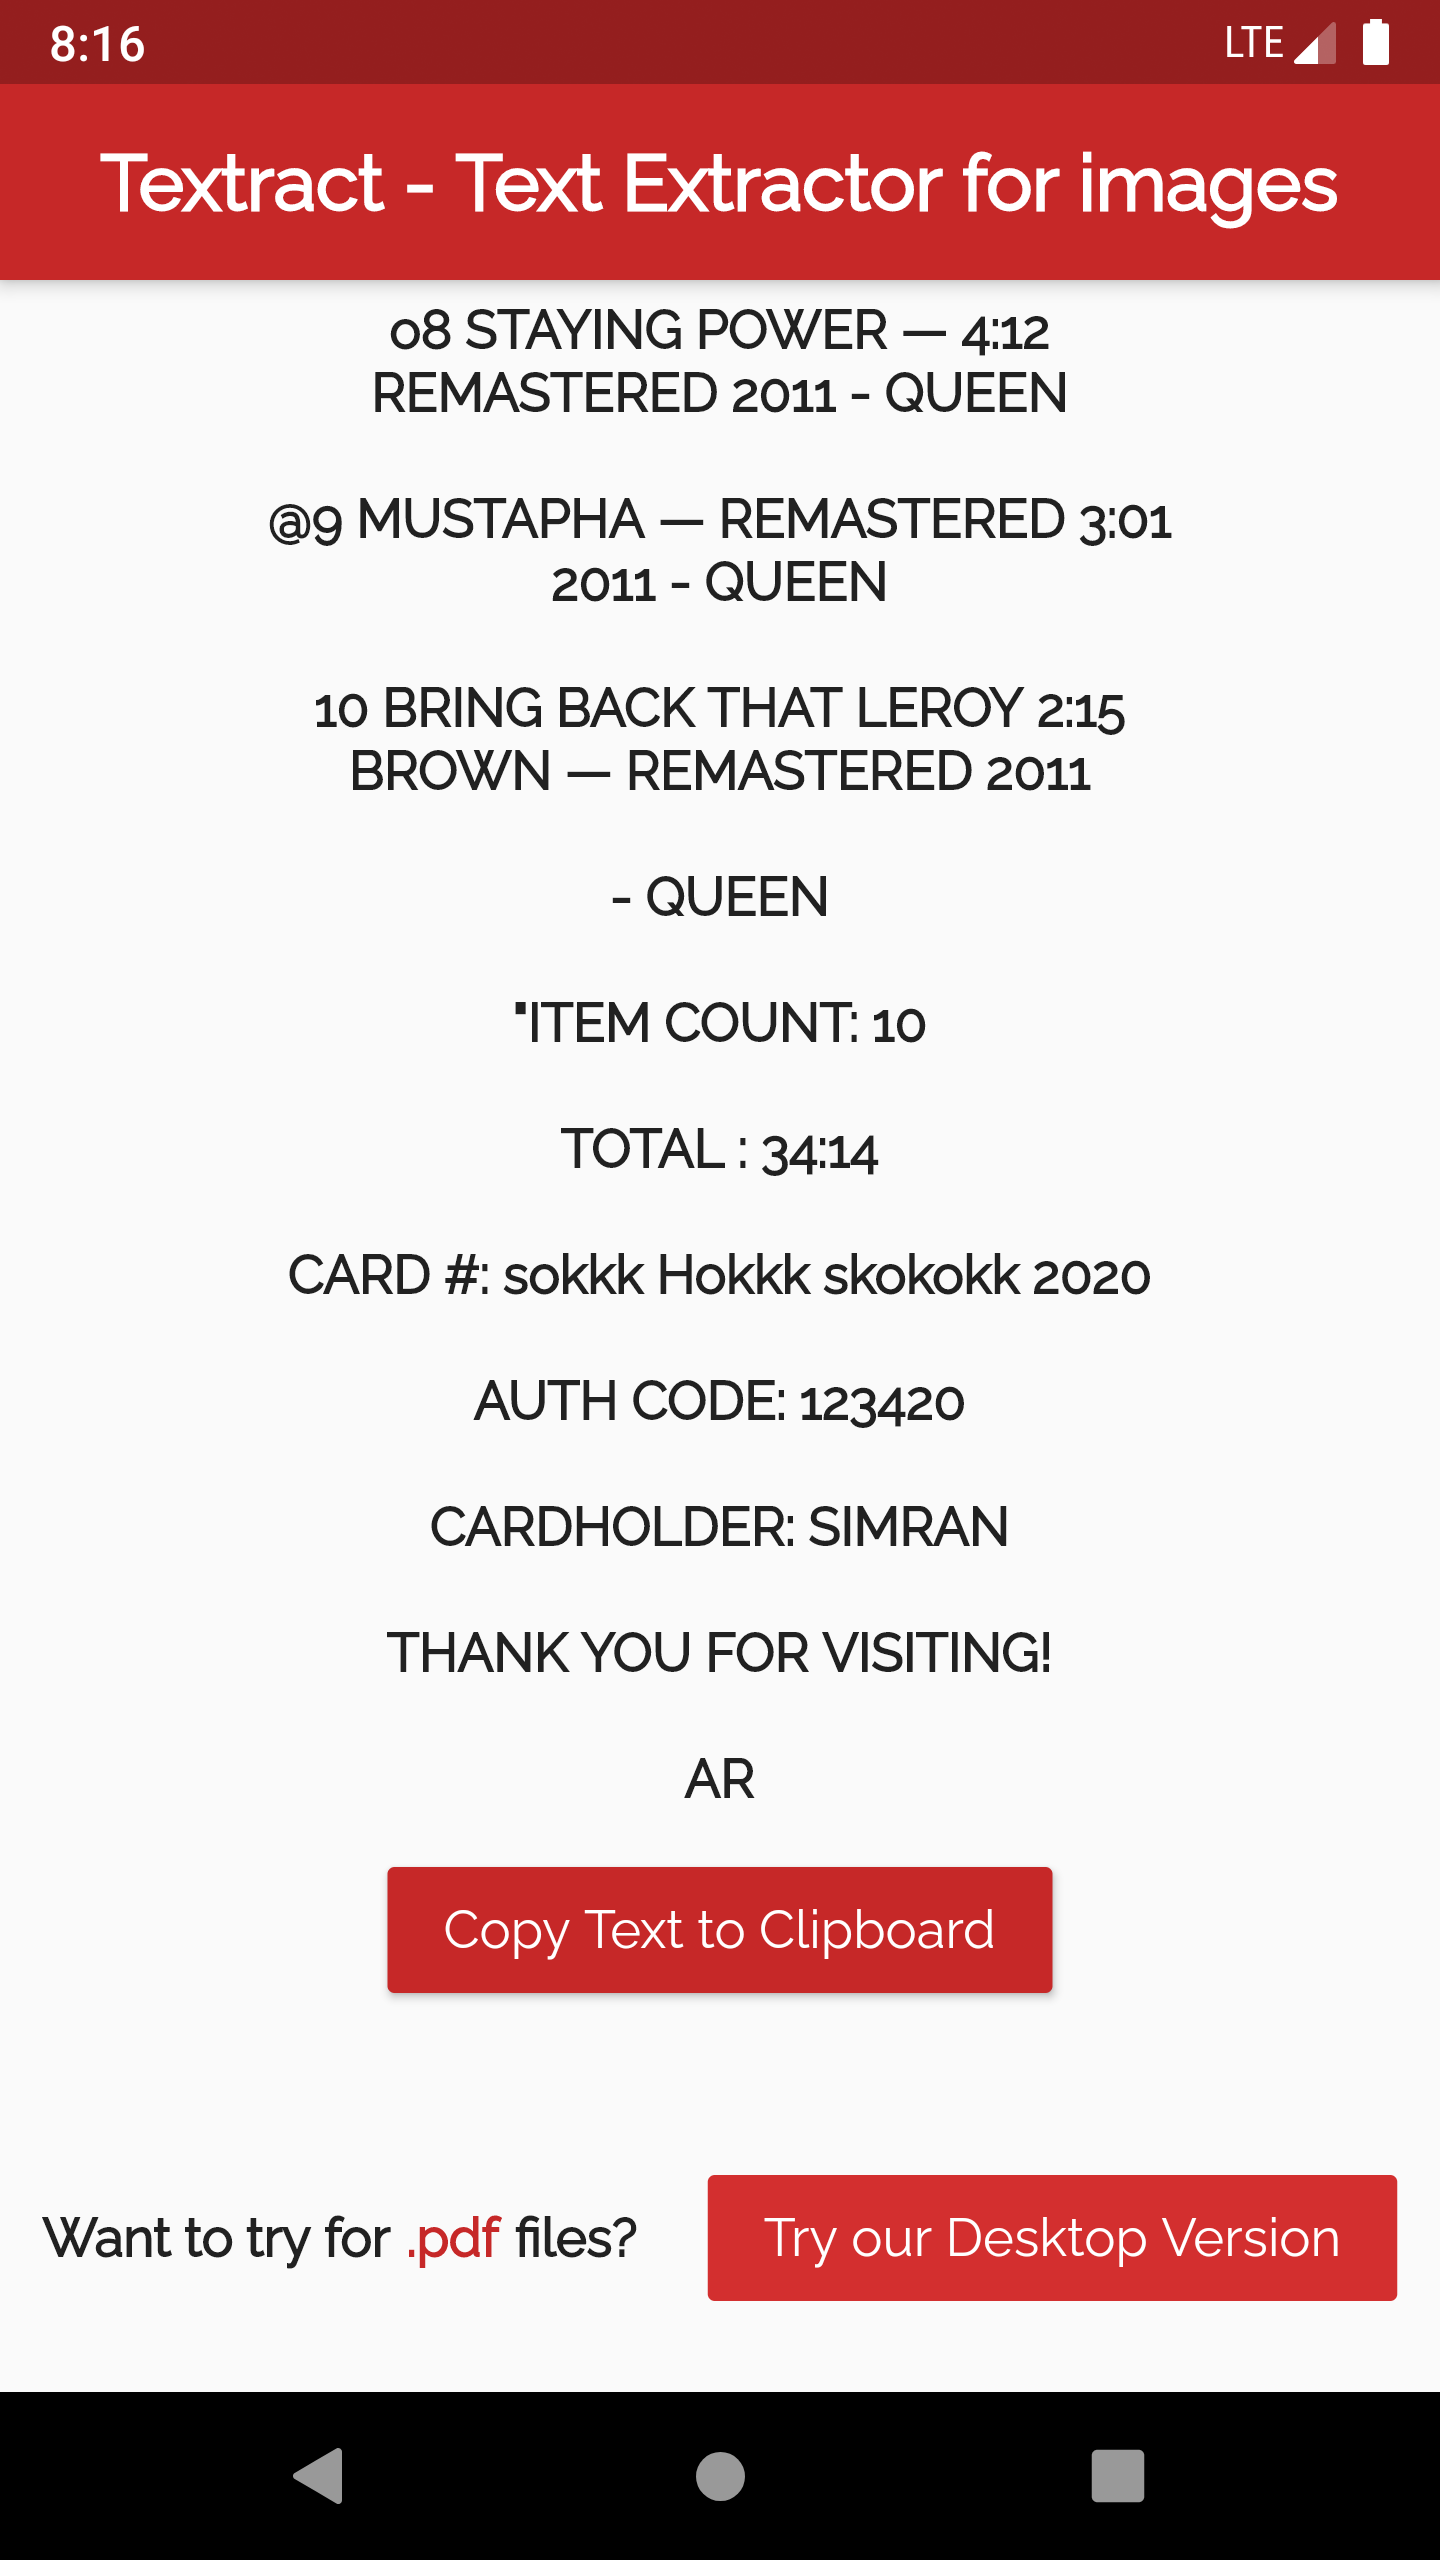 8:16 LTE
Textract - Text Extractor for images
08 STAYING POWER — 4:12
REMASTERED 2011 - QUEEN
@9 MUSTAPHA — REMASTERED 3:01
2011 - QUEEN
10 BRING BACK THAT LEROY 2:15
BROWN — REMASTERED 2011
- QUEEN
"ITEM COUNT: 10
TOTAL : 34:14
CARD #: sokkk Hokkk skokokk 2020
AUTH CODE: 123420
CARDHOLDER: SIMRAN
THANK YOU FOR VISITING!
AR
Copy Text to Clipboard
Want to try for .pdf files? Try our Desktop Version